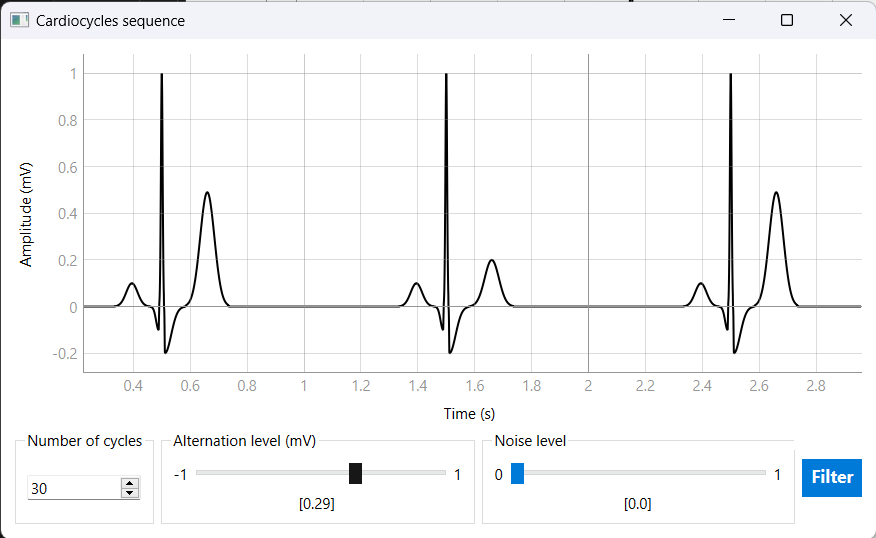 Cardiocycles sequence
1
0.8
0.6
0.4
0.2
0
-0.2
Amplitude (mV)
0.4 0.6 0.8 1 1.2 1.4 1.6 1.8 2 2.2 2.4 2.6 2.8
Time (s)
Number of cycles
30
Alternation level (mV)
-1 1
[0.29]
Noise level
0 1
[0.0]
Filter